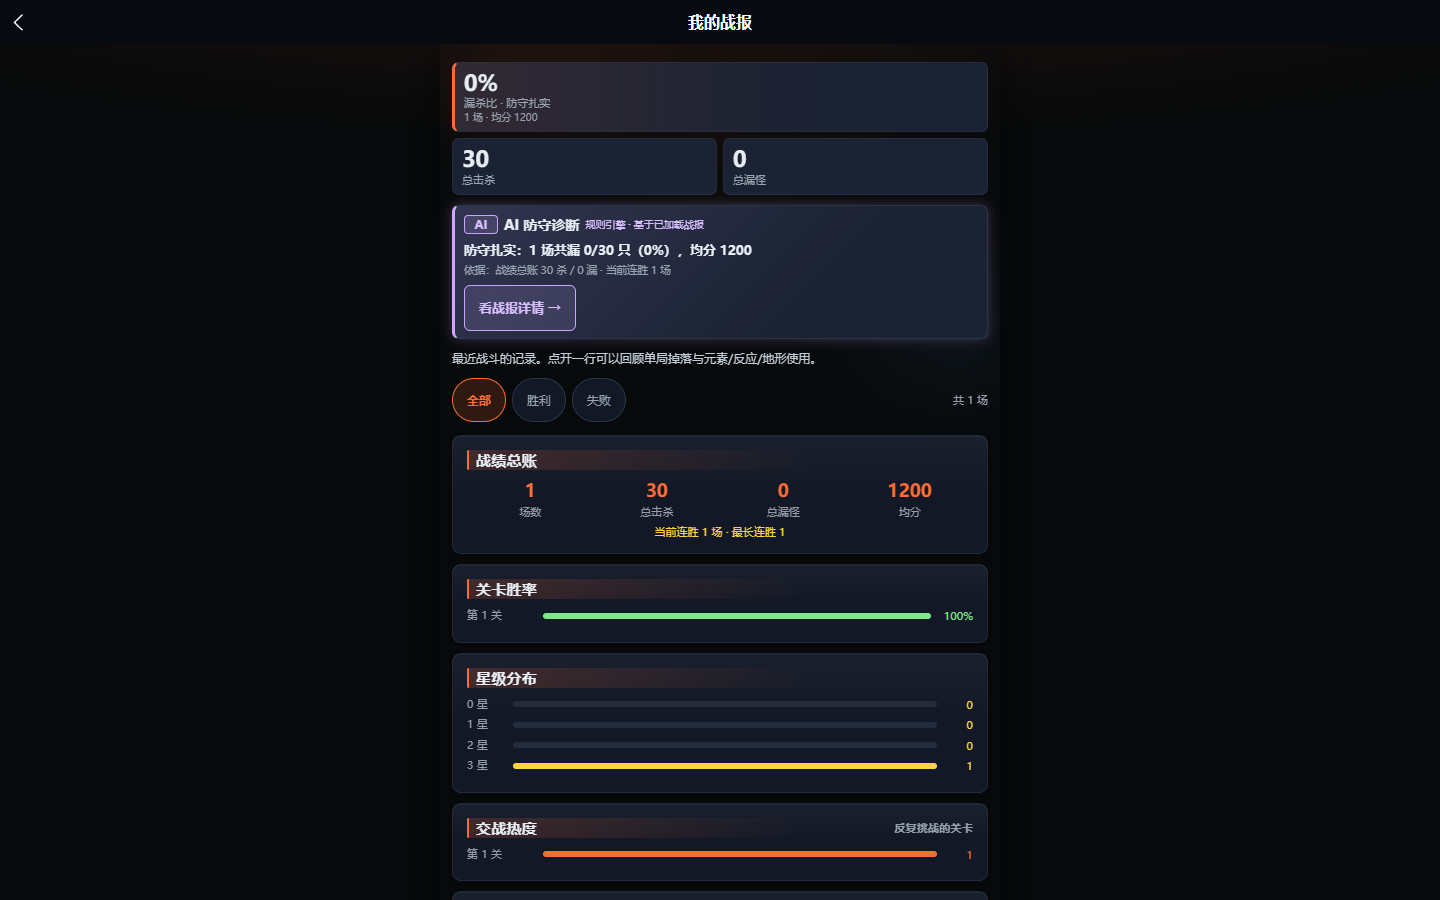 我的战报
0%
漏杀比 · 防守扎实
1 场 · 均分 1200
30
总击杀
0
总漏怪
AI AI 防守诊断 规则引擎 · 基于已加载战报
防守扎实：1 场共漏 0/30 只（0%），均分 1200
依据：战绩总账 30 杀 / 0 漏 · 当前连胜 1 场
看战报详情 →
最近战斗的记录。点开一行可以回顾单局掉落与元素/反应/地形使用。
全部 胜利 失败 共 1 场
战绩总账
1 30 0 1200
场数 总击杀 总漏怪 均分
当前连胜 1 场 · 最长连胜 1
关卡胜率
第 1 关 100%
星级分布
0 星 0
1 星 0
2 星 0
3 星 1
交战热度 反复挑战的关卡
第 1 关 1